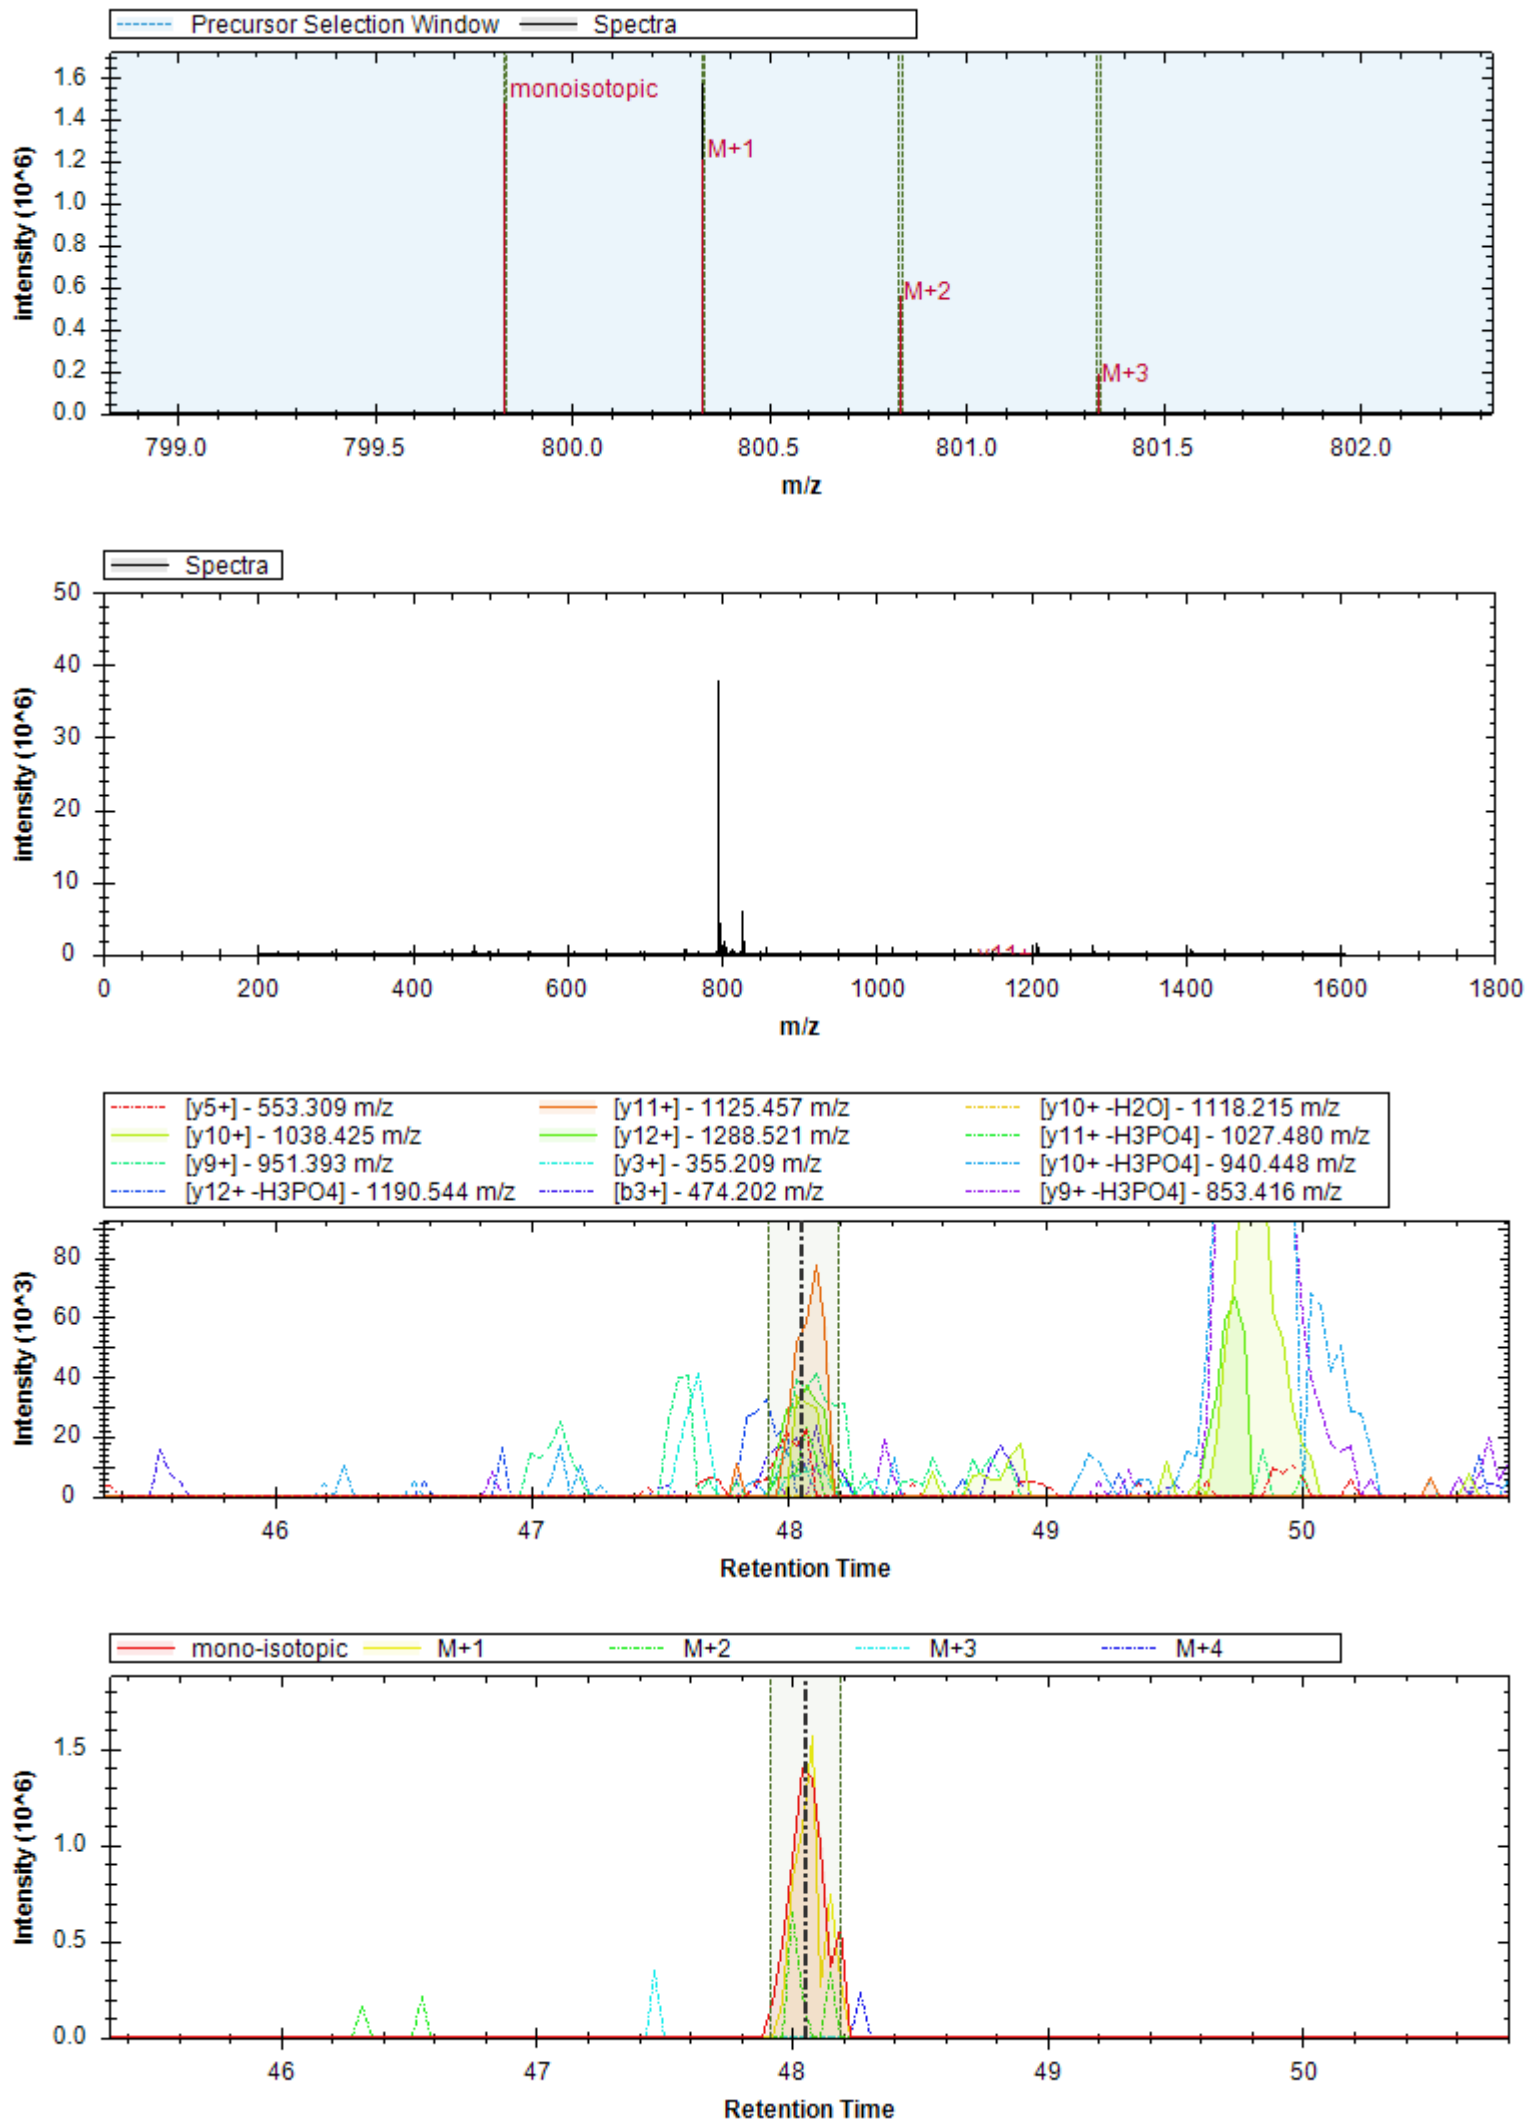 Precursor Selection Window Spectra
1.6
1.4
1.2
1.0
0.8
0.6
0.4
0.2
0.0
intensity (10^6)
monoisotopic
M+1
M+2
M+3
799.0 799.5 800.0 800.5 801.0 801.5 802.0
m/z
Spectra
50
40
30
20
10
0
intensity (10^6)
y11+
0 200 400 600 800 1000 1200 1400 1600 1800
m/z
[y5+] - 553.309 m/z [y11+] - 1125.457 m/z [y10+ -H2O] - 1118.215 m/z
[y10+] - 1038.425 m/z [y12+] - 1288.521 m/z [y11+ -H3PO4] - 1027.480 m/z
[y9+] - 951.393 m/z [y3+] - 355.209 m/z [y10+ -H3PO4] - 940.448 m/z
[y12+ -H3PO4] - 1190.544 m/z [b3+] - 474.202 m/z [y9+ -H3PO4] - 853.416 m/z
80
60
40
20
0
Intensity (10^3)
46 47 48 49 50
Retention Time
mono-isotopic M+1 M+2 M+3 M+4
1.5
1.0
0.5
0.0
Intensity (10^6)
46 47 48 49 50
Retention Time